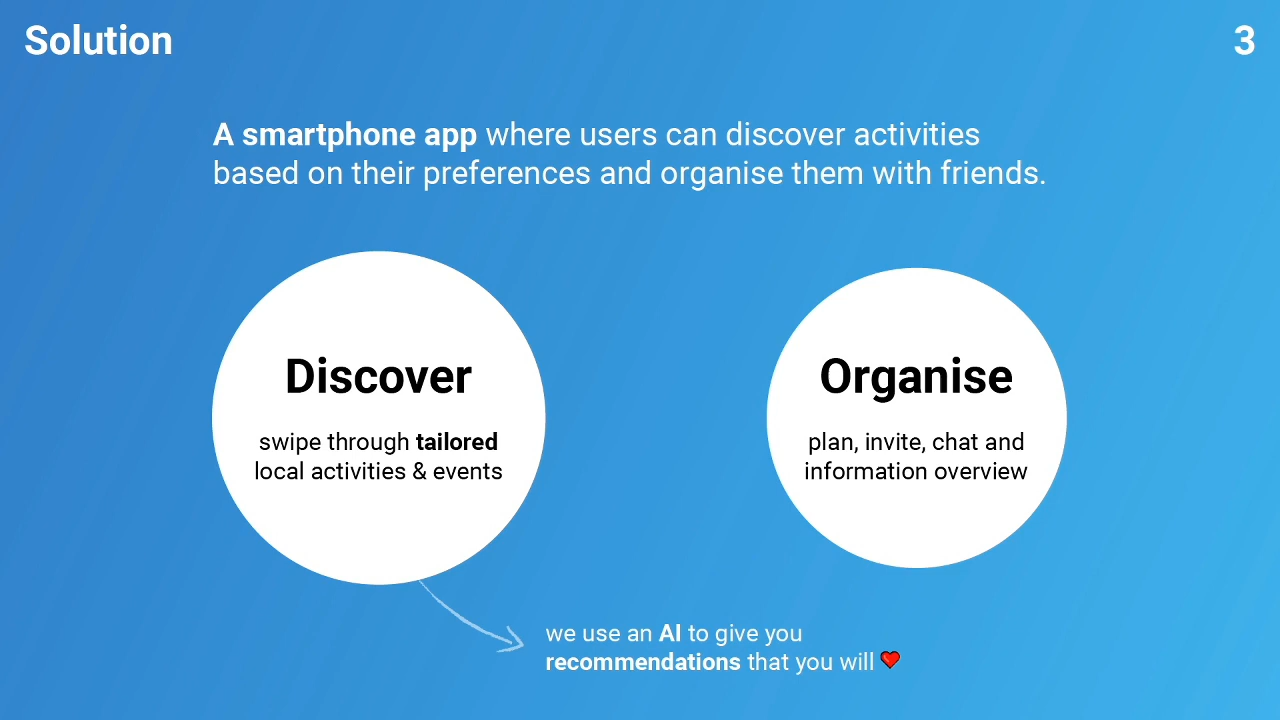 Solution
3
A smartphone app where users can discover activities
based on their preferences and organise them with friends.
Discover
swipe through tailored
local activities & events
Organise
plan, invite, chat and
information overview
we use an AI to give you
recommendations that you will ❤